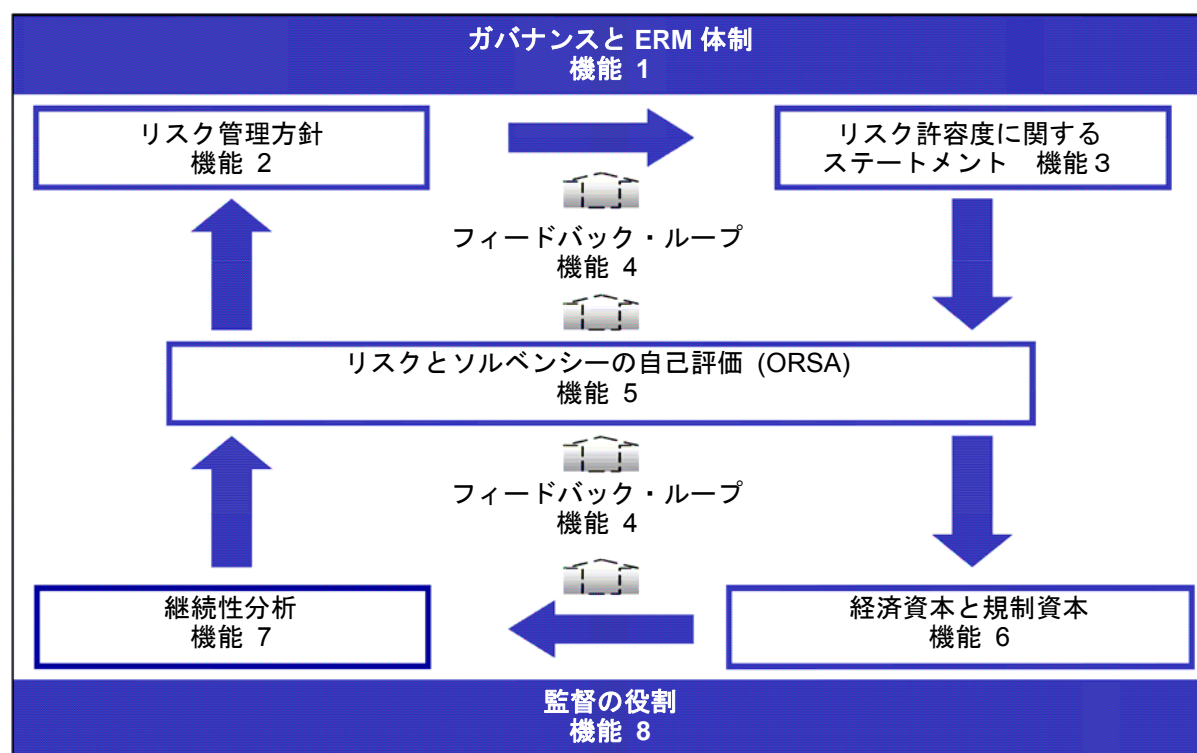 ガバナンスと ERM 体制
機能 1
リスク管理方針
機能 2
リスク許容度に関する
ステートメント　機能 3
フィードバック・ループ
機能 4
リスクとソルベンシーの自己評価 (ORSA)
機能 5
フィードバック・ループ
機能 4
継続性分析
機能 7
経済資本と規制資本
機能 6
監督の役割
機能 8